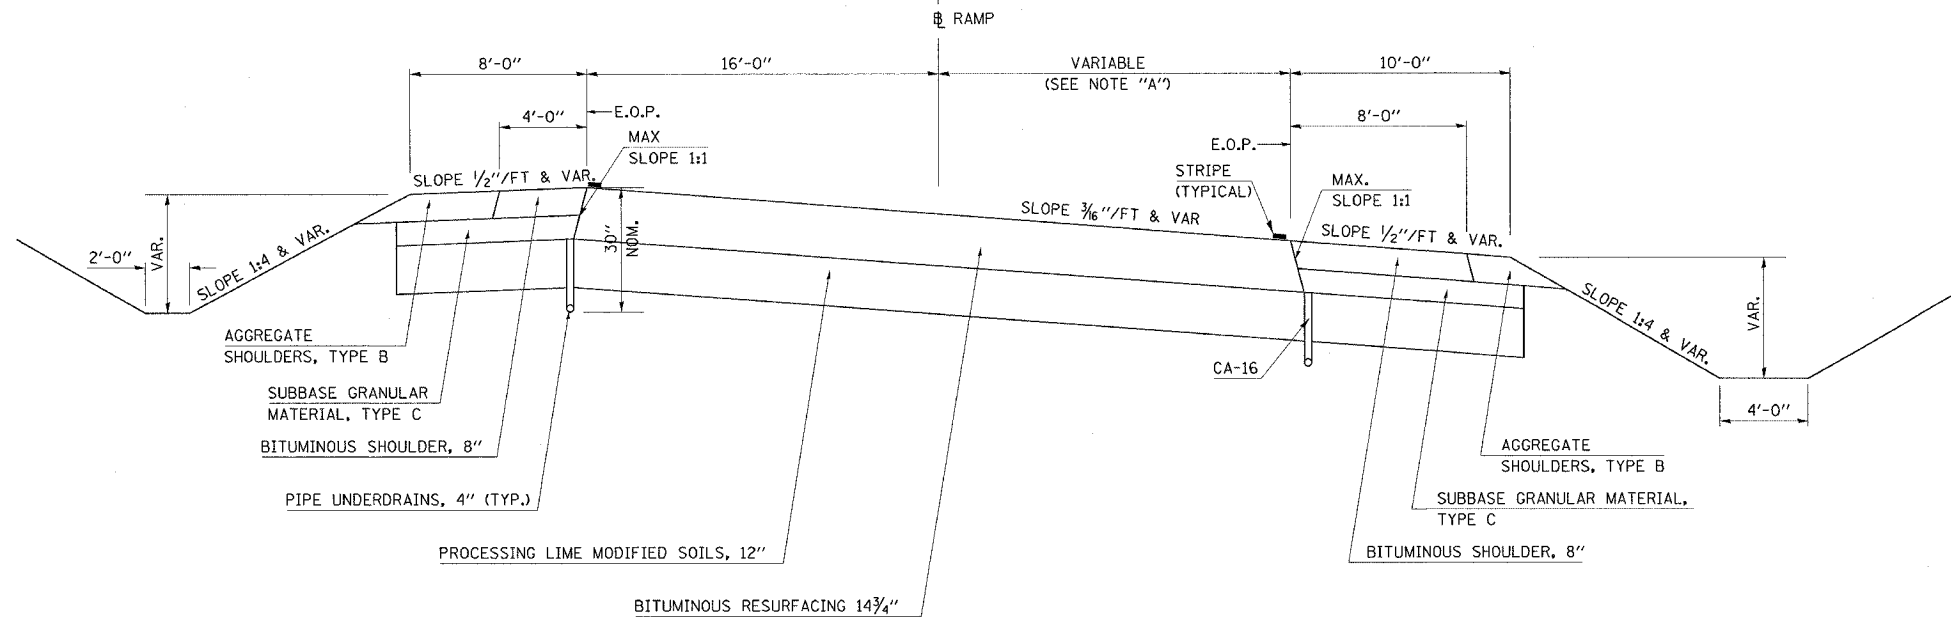 ℄ RAMP
8'-0"
16'-0"
VARIABLE
(SEE NOTE "A")
10'-0"
4'-0"
E.O.P.
MAX
SLOPE 1:1
8'-0"
E.O.P.
STRIPE
(TYPICAL)
MAX.
SLOPE 1:1
SLOPE 1/2"/FT & VAR.
SLOPE 3/16"/FT & VAR
SLOPE 1/2"/FT & VAR.
2'-0"
VAR.
SLOPE 1:4 & VAR.
30"
NOM.
SLOPE 1:4 & VAR.
VAR.
AGGREGATE
SHOULDERS, TYPE B
CA-16
SUBBASE GRANULAR
MATERIAL, TYPE C
4'-0"
BITUMINOUS SHOULDER, 8"
AGGREGATE
SHOULDERS, TYPE B
PIPE UNDERDRAINS, 4" (TYP.)
SUBBASE GRANULAR MATERIAL,
TYPE C
PROCESSING LIME MODIFIED SOILS, 12"
BITUMINOUS SHOULDER, 8"
BITUMINOUS RESURFACING 14 3/4"